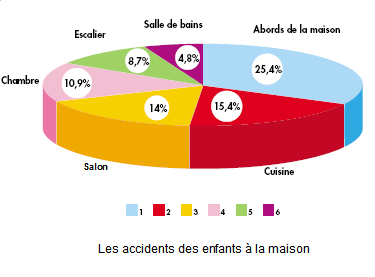 Salle de bains
Escalier
Abords de la maison
8,7%
4,8%
25,4%
Chambre
10,9%
14%
15,4%
Salon
Cuisine
1 2 3 4 5 6
Les accidents des enfants à la maison